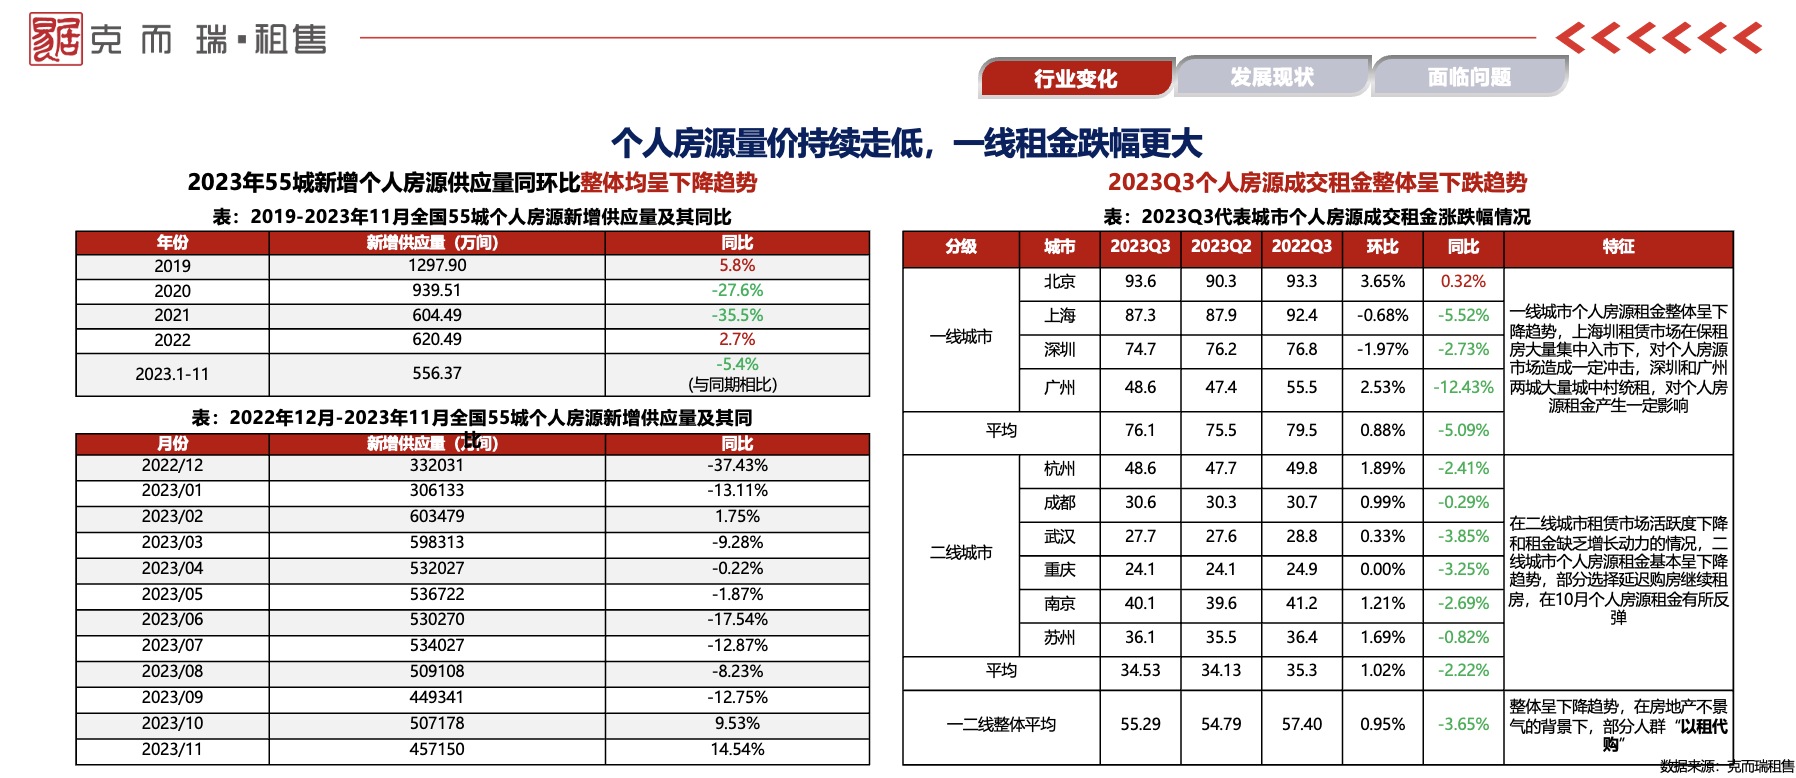 克而瑞·租售
行业变化
发展现状
面临问题
个人房源量价持续走低，一线租金跌幅更大
2023年55城新增个人房源供应量同环比整体均呈下降趋势
表：2019-2023年11月全国55城个人房源新增供应量及其同比
年份 新增供应量（万间） 同比
2019 1297.90 5.8%
2020 939.51 -27.6%
2021 604.49 -35.5%
2022 620.49 2.7%
2023.1-11 556.37 -5.4%
(与同期相比)
表：2022年12月-2023年11月全国55城个人房源新增供应量及其同
比
月份 新增供应量（万间） 同比
2022/12 332031 -37.43%
2023/01 306133 -13.11%
2023/02 603479 1.75%
2023/03 598313 -9.28%
2023/04 532027 -0.22%
2023/05 536722 -1.87%
2023/06 530270 -17.54%
2023/07 534027 -12.87%
2023/08 509108 -8.23%
2023/09 449341 -12.75%
2023/10 507178 9.53%
2023/11 457150 14.54%
2023Q3个人房源成交租金整体呈下跌趋势
表：2023Q3代表城市个人房源成交租金涨跌幅情况
分级 城市 2023Q3 2023Q2 2022Q3 环比 同比 特征
一线城市
北京 93.6 90.3 93.3 3.65% 0.32%
上海 87.3 87.9 92.4 -0.68% -5.52%
深圳 74.7 76.2 76.8 -1.97% -2.73%
广州 48.6 47.4 55.5 2.53% -12.43%
平均 76.1 75.5 79.5 0.88% -5.09%
一线城市个人房源租金整体呈下
降趋势，上海圳租赁市场在保租
房大量集中入市下，对个人房源
市场造成一定冲击，深圳和广州
两城大量城中村统租，对个人房
源租金产生一定影响
二线城市
杭州 48.6 47.7 49.8 1.89% -2.41%
成都 30.6 30.3 30.7 0.99% -0.29%
武汉 27.7 27.6 28.8 0.33% -3.85%
重庆 24.1 24.1 24.9 0.00% -3.25%
南京 40.1 39.6 41.2 1.21% -2.69%
苏州 36.1 35.5 36.4 1.69% -0.82%
平均 34.53 34.13 35.3 1.02% -2.22%
在二线城市租赁市场活跃度下降
和租金缺乏增长动力的情况，二
线城市个人房源租金基本呈下降
趋势，部分选择延迟购房继续租
房，在10月个人房源租金有所反
弹
一二线整体平均 55.29 54.79 57.40 0.95% -3.65%
整体呈下降趋势，在房地产不景
气的背景下，部分人群“以租代
购”
数据来源：克而瑞租售